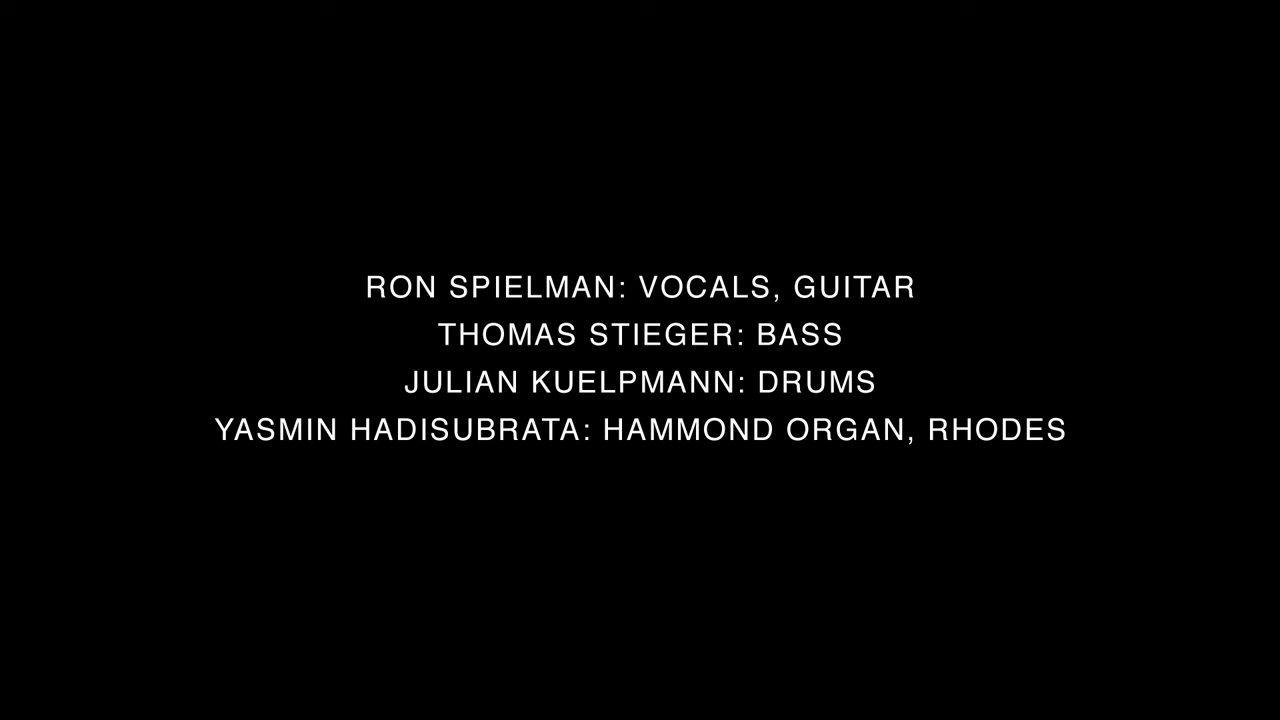 RON SPIELMAN: VOCALS, GUITAR
THOMAS STIEGER: BASS
JULIAN KUELPMANN: DRUMS
YASMIN HADISUBRATA: HAMMOND ORGAN, RHODES